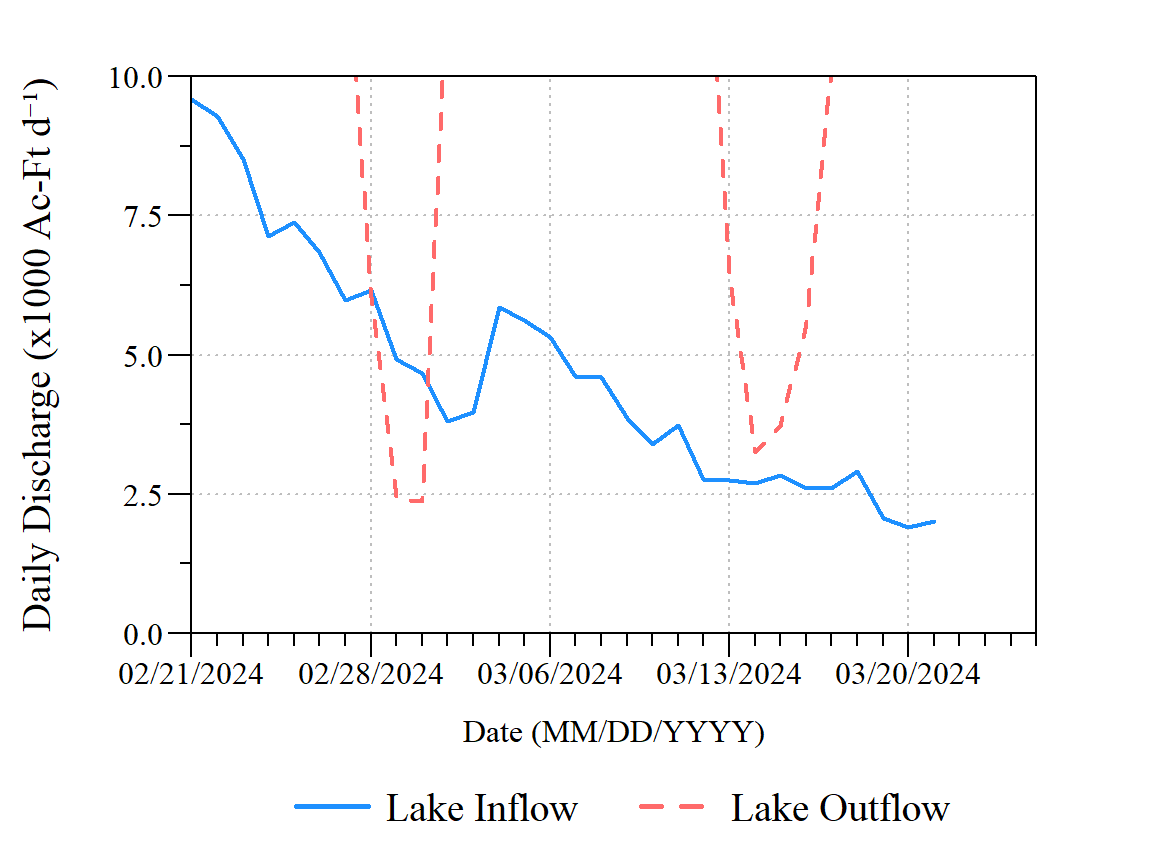 Daily Discharge (x1000 Ac-Ft d⁻¹)
10.0
7.5
5.0
2.5
0.0
02/21/2024 02/28/2024 03/06/2024 03/13/2024 03/20/2024
Date (MM/DD/YYYY)
Lake Inflow Lake Outflow